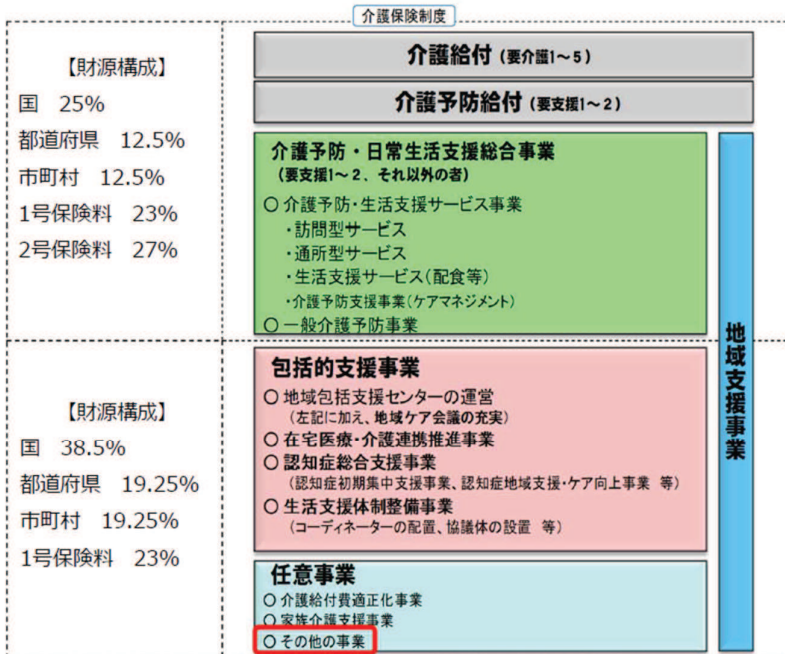 介護保険制度
【財源構成】
国 25%
都道府県 12.5%
市町村 12.5%
1号保険料 23%
2号保険料 27%
介護給付 (要介護1～5)
介護予防給付 (要支援1～2)
介護予防・日常生活支援総合事業
(要支援1～2、それ以外の者)
○ 介護予防・生活支援サービス事業
・訪問型サービス
・通所型サービス
・生活支援サービス(配食等)
・介護予防支援事業(ケアマネジメント)
○ 一般介護予防事業
【財源構成】
国 38.5%
都道府県 19.25%
市町村 19.25%
1号保険料 23%
包括的支援事業
○ 地域包括支援センターの運営
(左記に加え、地域ケア会議の充実)
○ 在宅医療・介護連携推進事業
○ 認知症総合支援事業
(認知症初期集中支援事業、認知症地域支援・ケア向上事業 等)
○ 生活支援体制整備事業
(コーディネーターの配置、協議体の設置 等)
任意事業
○ 介護給付費適正化事業
○ 家族介護支援事業
○ その他の事業
地域支援事業